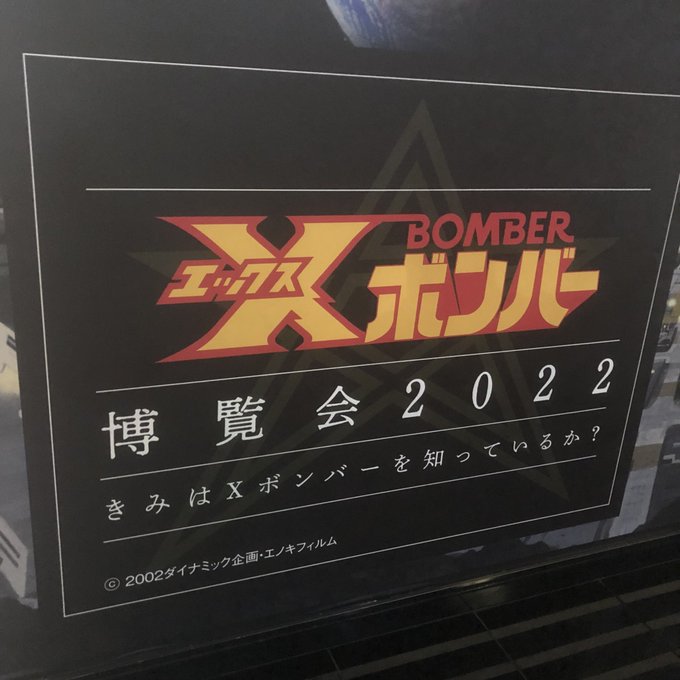 X BOMBER
エックス ボンバー
博覧会2022
きみはXボンバーを知っているか?
© 2002ダイナミック企画・エノキフィルム